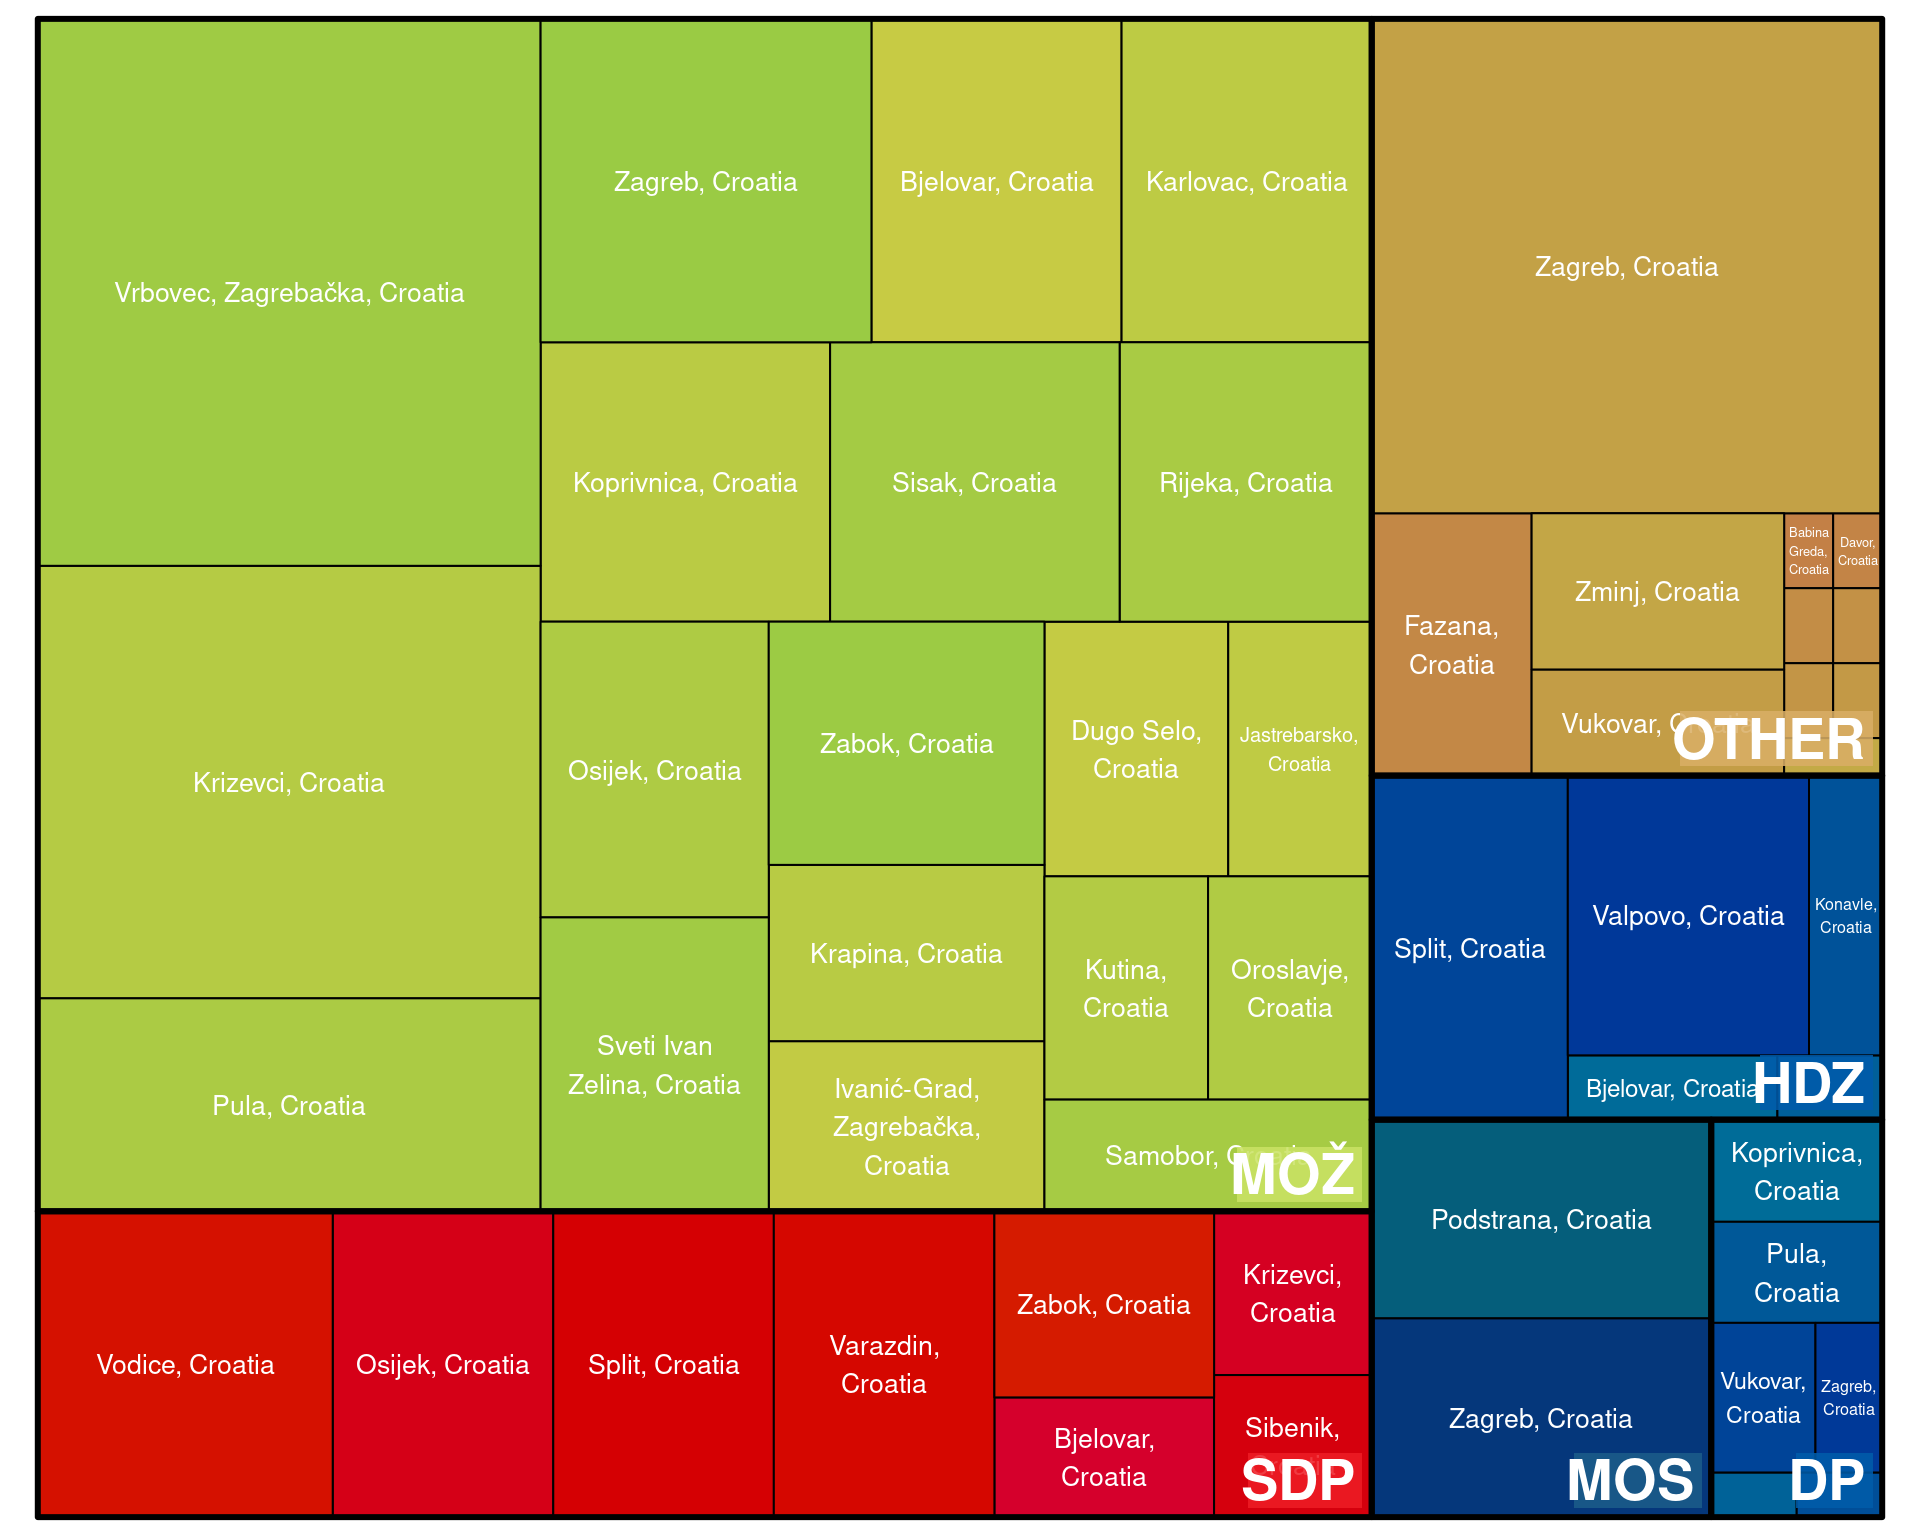 Vrbovec, Zagrebačka, Croatia
Zagreb, Croatia
Bjelovar, Croatia
Karlovac, Croatia
Koprivnica, Croatia
Sisak, Croatia
Rijeka, Croatia
Krizevci, Croatia
Pula, Croatia
Osijek, Croatia
Sveti Ivan
Zelina, Croatia
Zabok, Croatia
Krapina, Croatia
Ivanić-Grad,
Zagrebačka,
Croatia
Dugo Selo,
Croatia
Jastrebarsko,
Croatia
Kutina,
Croatia
Oroslavje,
Croatia
Samobor,
MOŽ
Vodice, Croatia
Osijek, Croatia
Split, Croatia
Varazdin,
Croatia
Zabok, Croatia
Bjelovar,
Croatia
Krizevci,
Croatia
Sibenik,
SDP
Zagreb, Croatia
Fazana,
Croatia
Zminj, Croatia
Vukovar,
Babina
Greda,
Croatia
Davor,
Croatia
OTHER
Split, Croatia
Valpovo, Croatia
Konavle,
Croatia
Bjelovar, Croatia
HDZ
Podstrana, Croatia
Zagreb, Croatia
MOS
Koprivnica,
Croatia
Pula,
Croatia
Vukovar,
Croatia
Zagreb,
Croatia
DP